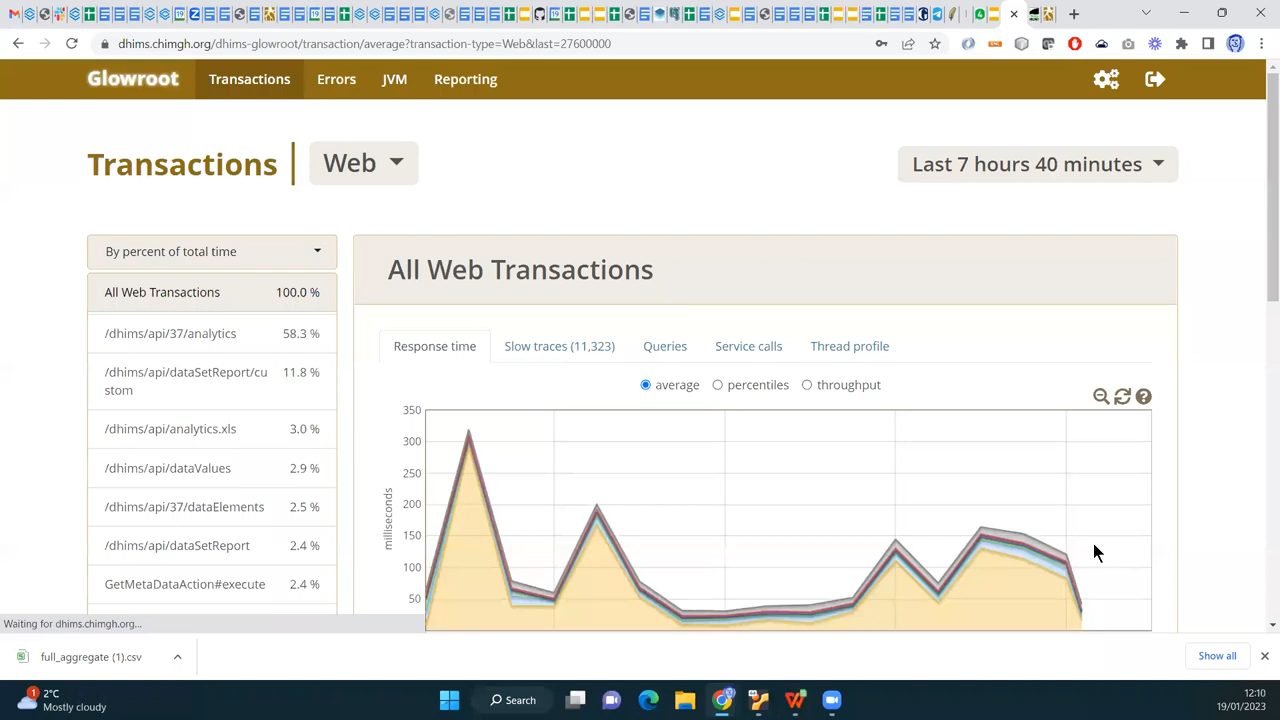 dhims.chimgh.org/dhims-glowroot/transaction/average?transaction-type=Web&last=27600000
Glowroot
Transactions
Errors
JVM
Reporting
Transactions
Web
Last 7 hours 40 minutes
By percent of total time
All Web Transactions 100.0 %
/dhims/api/37/analytics 58.3 %
/dhims/api/dataSetReport/cu 11.8 %
stom
/dhims/api/analytics.xls 3.0 %
/dhims/api/dataValues 2.9 %
/dhims/api/37/dataElements 2.5 %
/dhims/api/dataSetReport 2.4 %
GetMetaDataAction#execute 2.4 %
All Web Transactions
Response time
Slow traces (11,323)
Queries
Service calls
Thread profile
average
percentiles
throughput
milliseconds
350
300
250
200
150
100
50
Waiting for dhims.chimgh.org...
full_aggregate (1).csv
Show all
1
2°C
Mostly cloudy
Search
12:10
19/01/2023